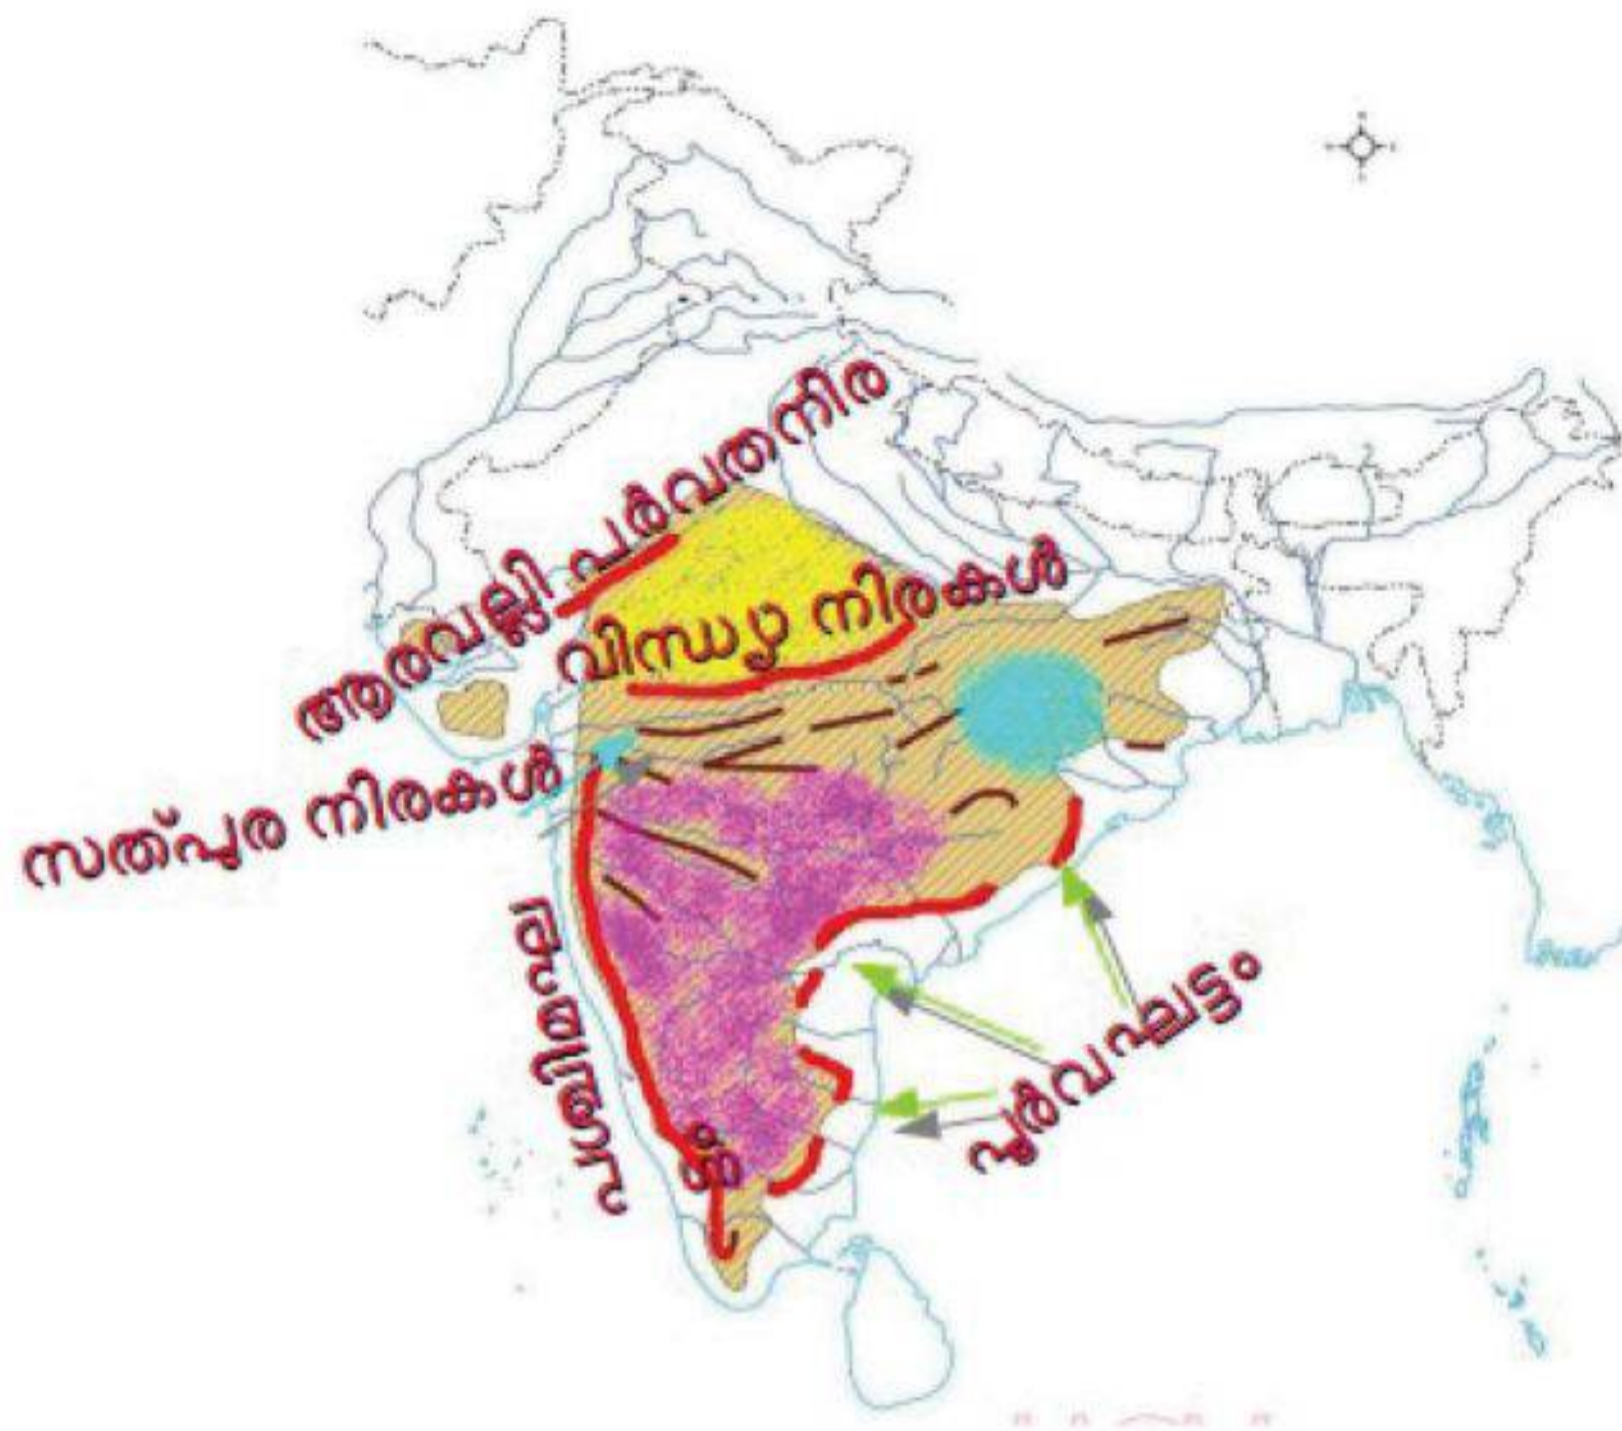 ആരവല്ലി പർവതനിര
വിന്ധ്യ നിരകൾ
സത്പുര നിരകൾ
പശ്ചിമഘട്ടം
പൂർവഘട്ടം